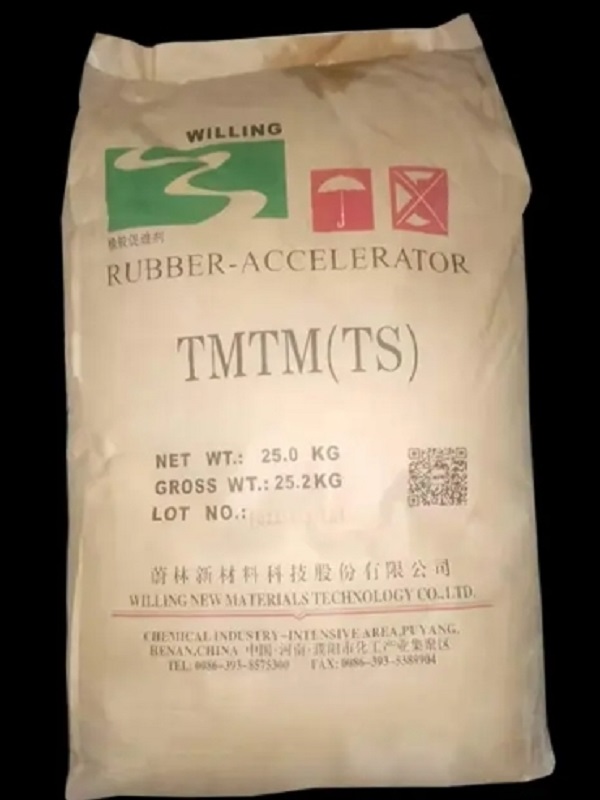 WILLING
橡胶促进剂
RUBBER-ACCELERATOR
TMTM(TS)
NET WT.: 25.0 KG
GROSS WT.: 25.2KG
LOT NO.:
蔚林新材料科技股份有限公司
WILLING NEW MATERIALS TECHNOLOGY CO.,LTD.
CHEMICAL INDUSTRY-INTENSIVE AREA,PUYANG,
HENAN,CHINA 中国·河南·濮阳市化工产业集聚区
TEL: 0086-393-8575300 FAX: 0086-393-5389904